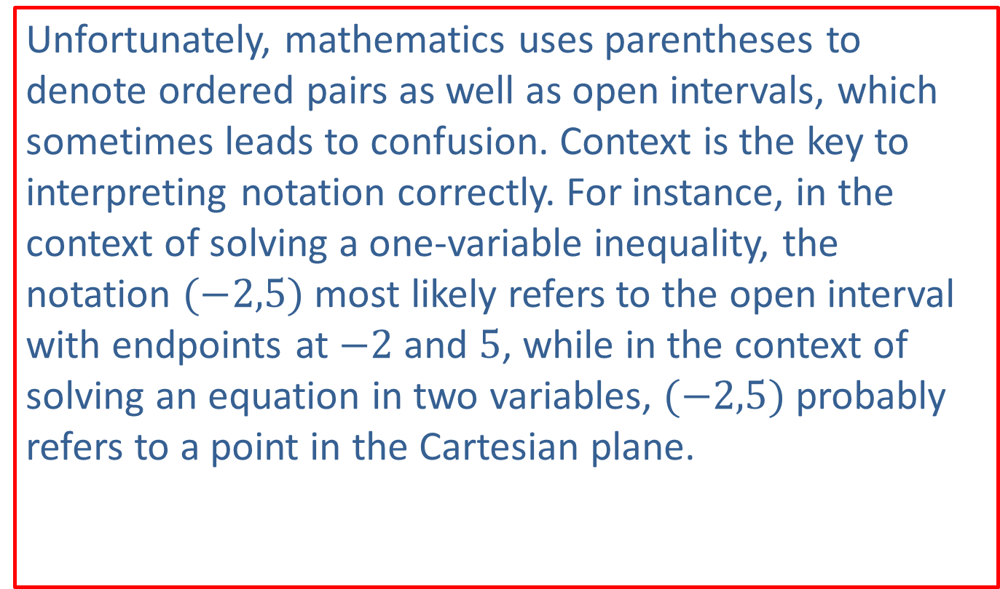 Unfortunately, mathematics uses parentheses to
denote ordered pairs as well as open intervals, which
sometimes leads to confusion. Context is the key to
interpreting notation correctly. For instance, in the
context of solving a one-variable inequality, the
notation (−2,5) most likely refers to the open interval
with endpoints at −2 and 5, while in the context of
solving an equation in two variables, (−2,5) probably
refers to a point in the Cartesian plane.